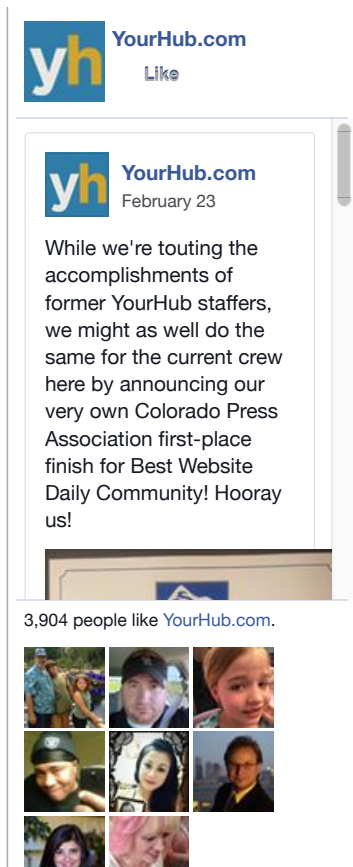 yh
YourHub.com
Like
yh
YourHub.com
February 23
While we're touting the
accomplishments of
former YourHub staffers,
we might as well do the
same for the current crew
here by announcing our
very own Colorado Press
Association first-place
finish for Best Website
Daily Community! Hooray
us!
3,904 people like YourHub.com.